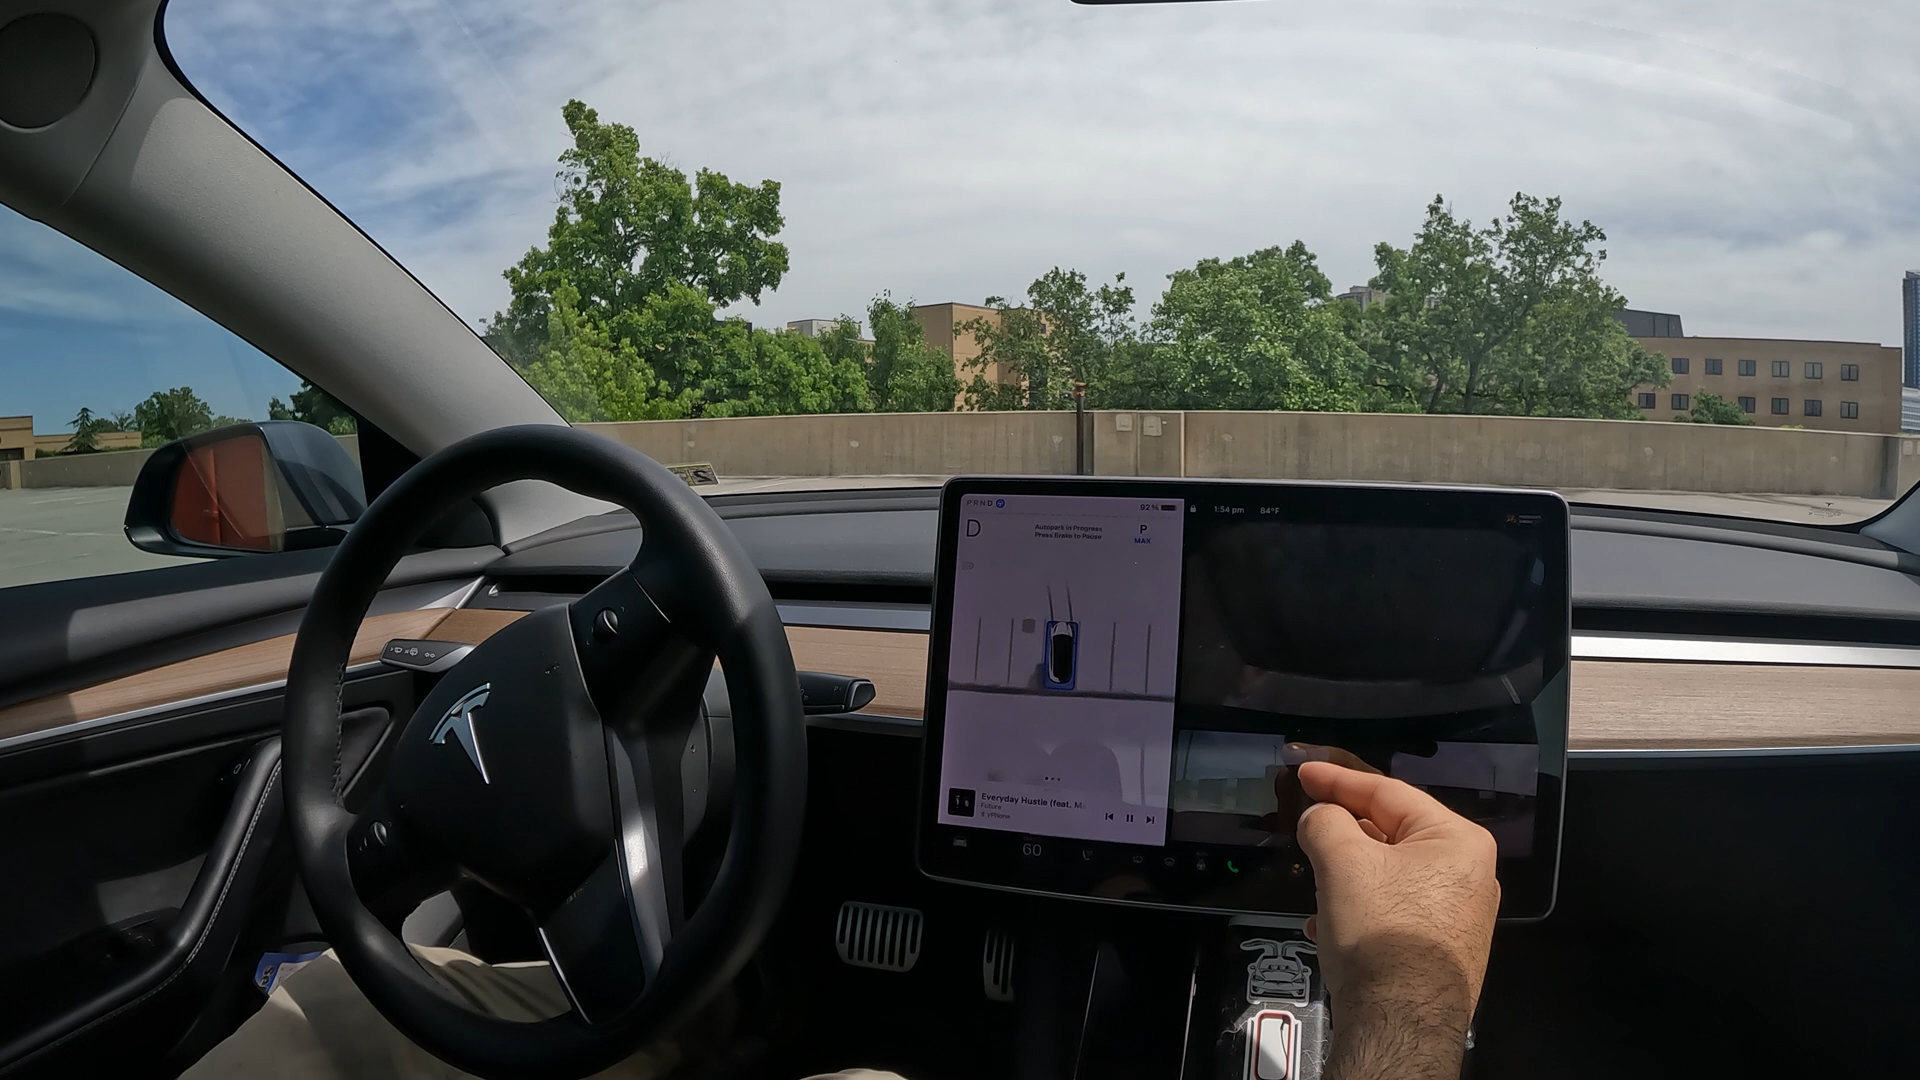 PRND
92%
1:54 pm
84°F
D
Autopark in Progress
Press Brake to Pause
P
MAX
Everyday Hustle (feat. M
Future
60